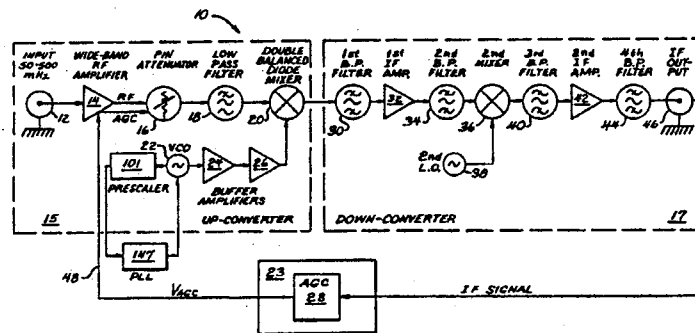 10
INPUT
50-500
mHz
WIDE-BAND
RF
AMPLIFIER
PIN
ATTENUATOR
LOW
PASS
FILTER
DOUBLE
BALANCED
DIODE
MIXER
1st
B.P.
FILTER
1st
IF
AMP.
2nd
B.P.
FILTER
2nd
MIXER
3rd
B.P.
FILTER
2nd
IF
AMP.
4th
B.P.
FILTER
IF
OUT-
PUT
12
14
RF
AGC
16
18
20
30
32
34
36
40
42
44
46
22
VCO
101
PRESCALER
24
26
BUFFER
AMPLIFIERS
2nd
L.O.
38
15
UP-CONVERTER
DOWN-CONVERTER
17
147
PLL
48
23
AGC
28
VAGC
IF SIGNAL